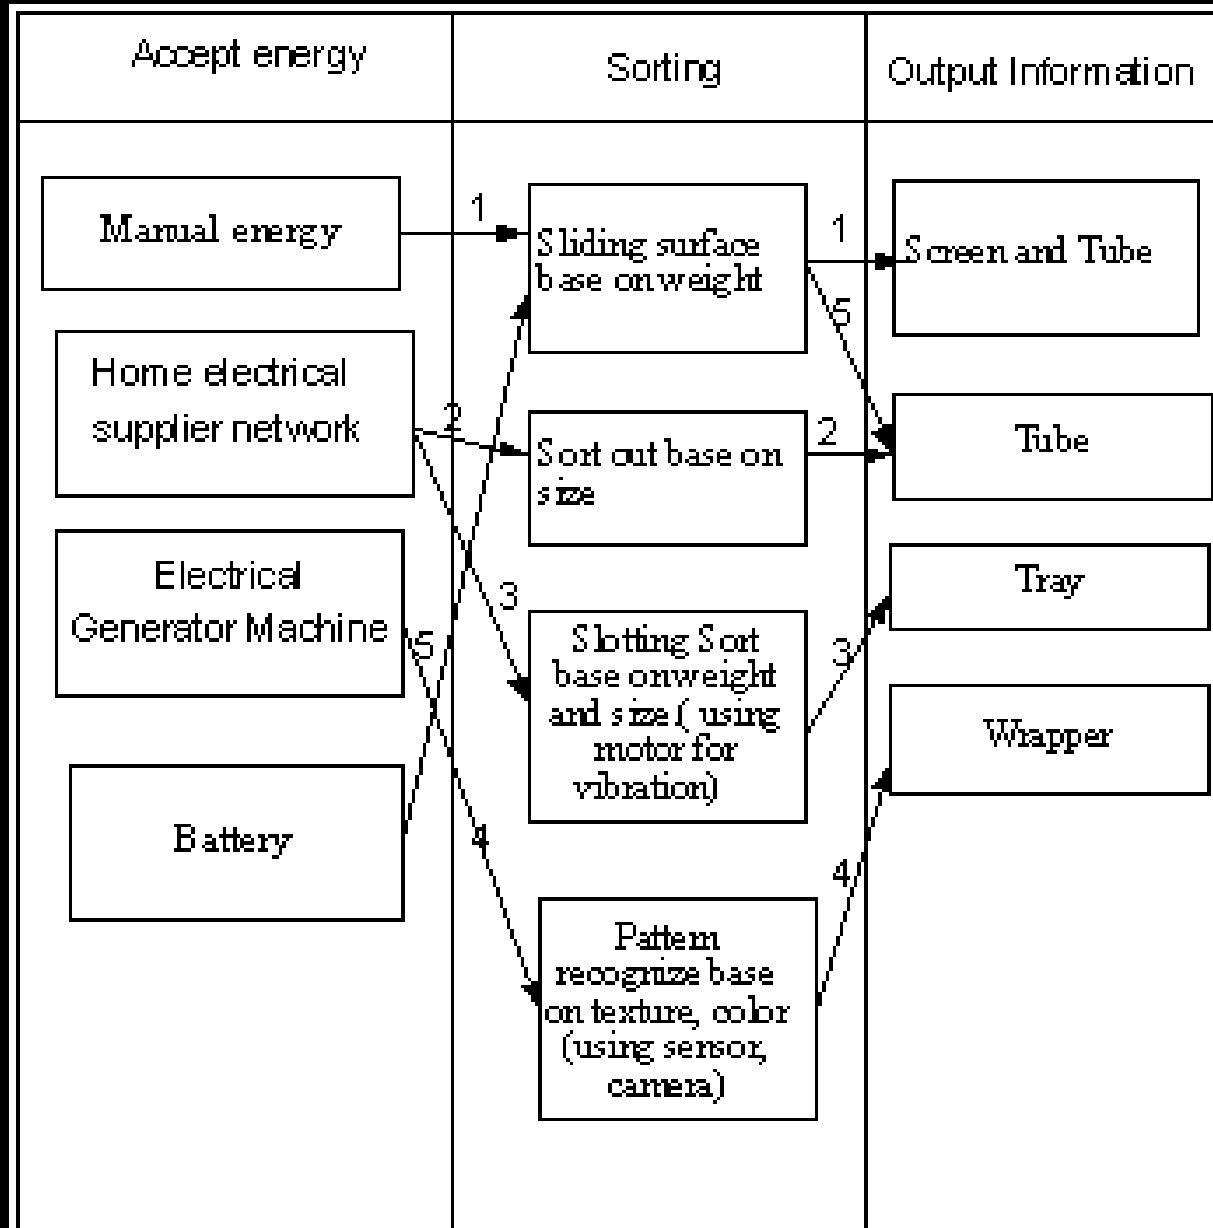 Accept energy
Sorting
Output Information
Manual energy
1
Sliding surface
base on weight
1
Screen and Tube
5
Home electrical
supplier network
2
Sort out base on
size
2
Tube
Electrical
Generator Machine
3
5
Slotting Sort
base on weight
and size ( using
motor for
vibration)
3
Tray
Wrapper
Battery
4
Pattern
recognize base
on texture, color
(using sensor,
camera)
4